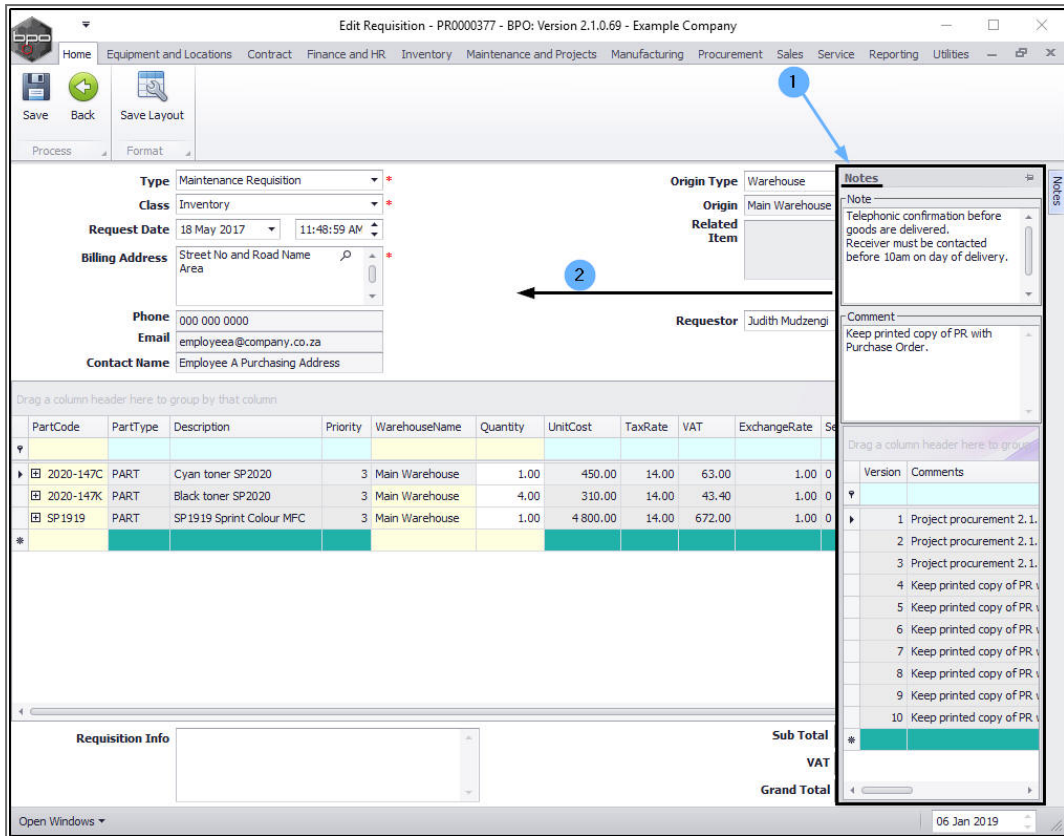 Edit Requisition - PR0000377 - BPO: Version 2.1.0.69 - Example Company
bpo
Home Equipment and Locations Contract Finance and HR Inventory Maintenance and Projects Manufacturing Procurement Sales Service Reporting Utilities
Save Back Save Layout
1
Process Format
Type Maintenance Requisition *
Class Inventory *
Request Date 18 May 2017 11:48:59 AM
Billing Address Street No and Road Name *
Area
Phone 000 000 0000
Email employeea@company.co.za
Contact Name Employee A Purchasing Address
Origin Type Warehouse
Origin Main Warehouse
Related
Item
2
Requestor Judith Mudzengi
Notes
Notes
Note
Telephonic confirmation before
goods are delivered.
Receiver must be contacted
before 10am on day of delivery.
Comment
Keep printed copy of PR with
Purchase Order.
Drag a column header here to group by that column
PartCode PartType Description Priority WarehouseName Quantity UnitCost TaxRate VAT ExchangeRate Se
2020-147C PART Cyan toner SP2020 3 Main Warehouse 1.00 450.00 14.00 63.00 1.00 0
2020-147K PART Black toner SP2020 3 Main Warehouse 4.00 310.00 14.00 43.40 1.00 0
SP1919 PART SP1919 Sprint Colour MFC 3 Main Warehouse 1.00 4 800.00 14.00 672.00 1.00 0
Drag a column header here to group
Version Comments
1 Project procurement 2.1.
2 Project procurement 2.1.
3 Project procurement 2.1.
4 Keep printed copy of PR
5 Keep printed copy of PR
6 Keep printed copy of PR
7 Keep printed copy of PR
8 Keep printed copy of PR
9 Keep printed copy of PR
10 Keep printed copy of PR
Requisition Info
Sub Total
VAT
Grand Total
Open Windows 06 Jan 2019